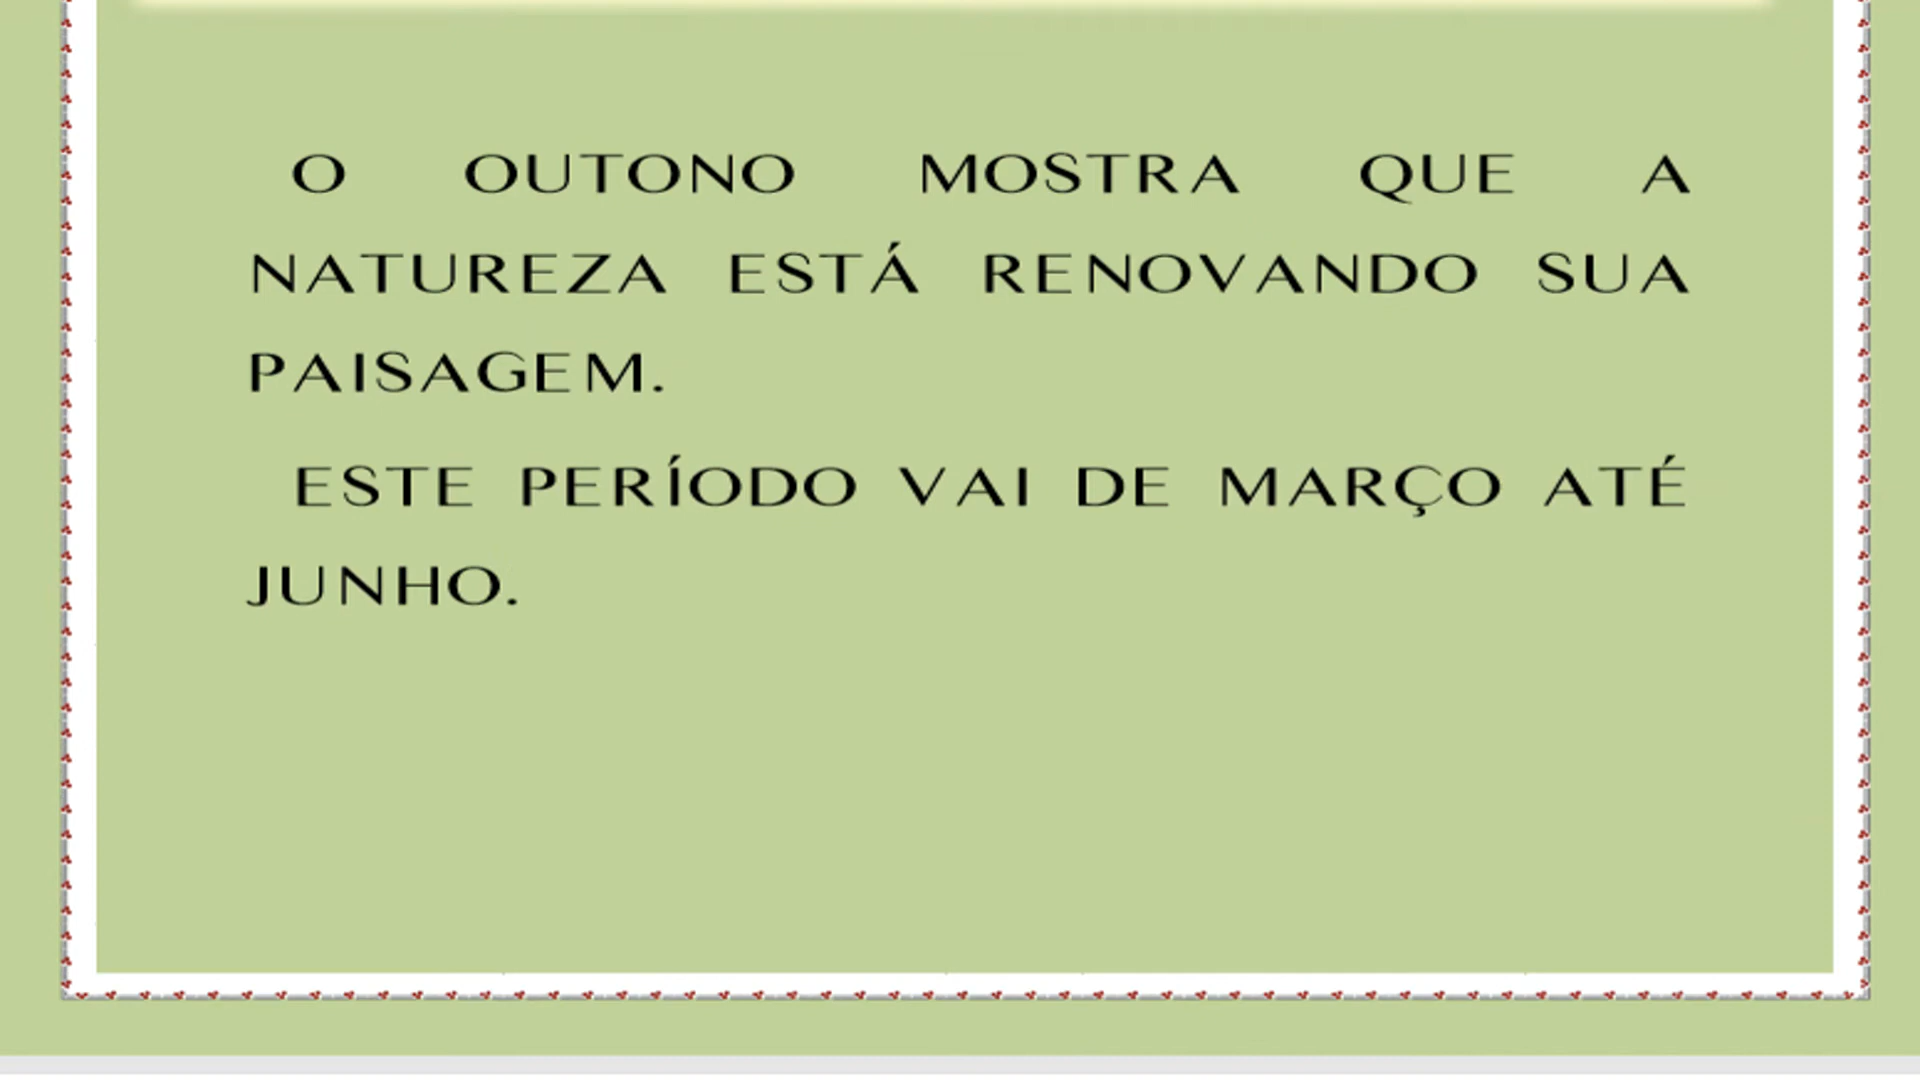 O OUTONO MOSTRA QUE A
NATUREZA ESTÁ RENOVANDO SUA
PAISAGEM.
ESTE PERÍODO VAI DE MARÇO ATÉ
JUNHO.